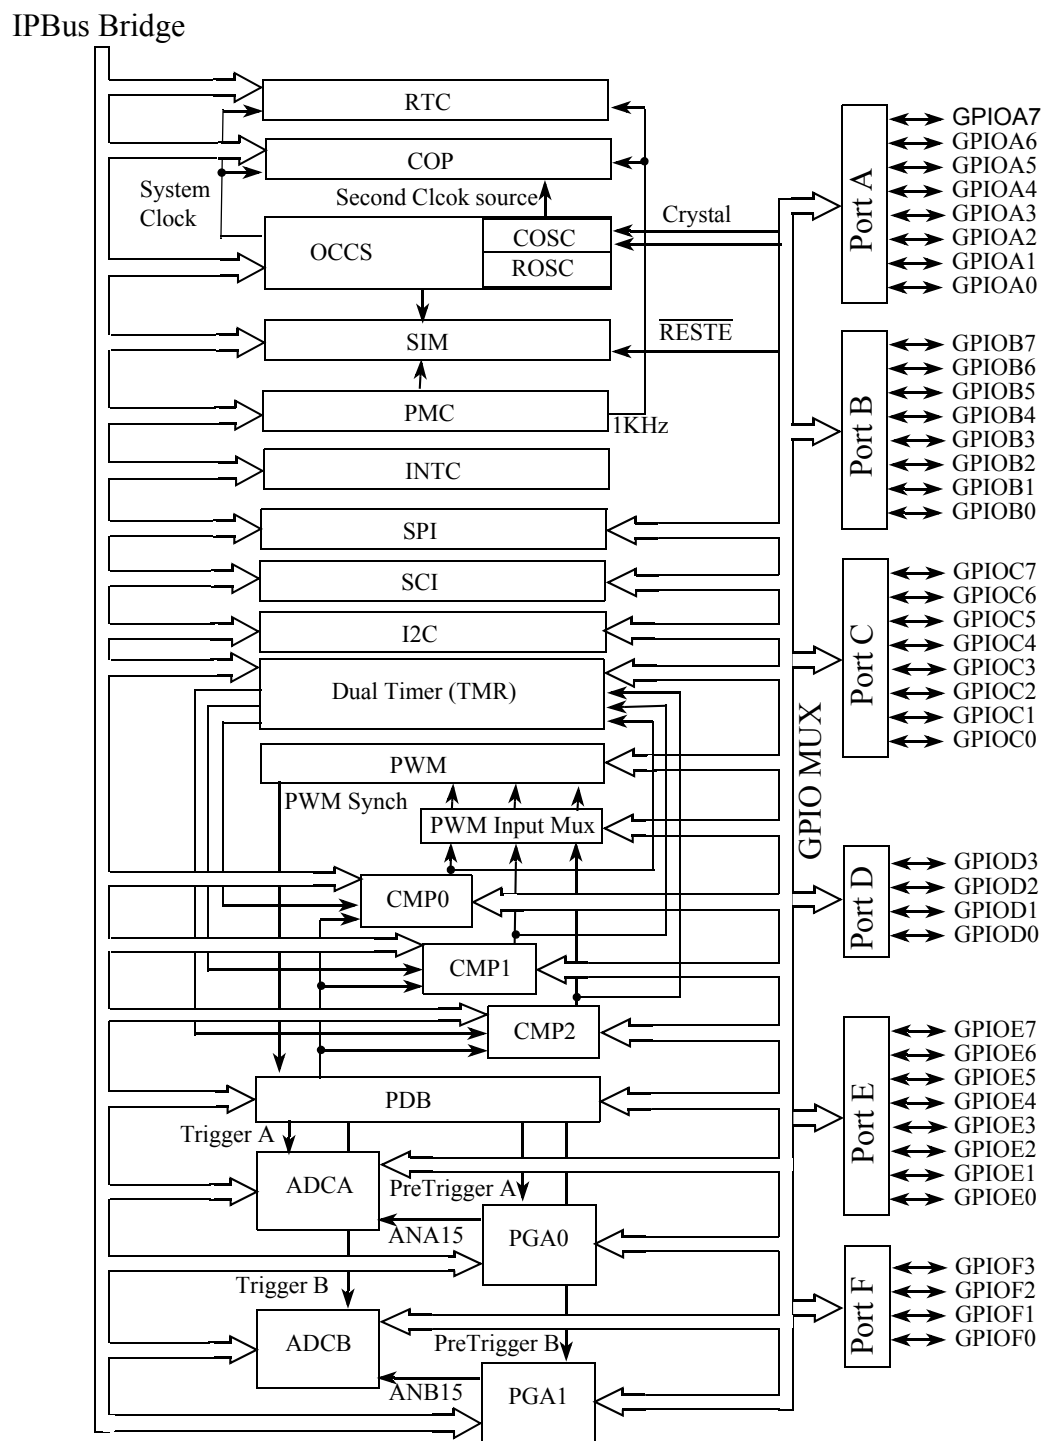 IPBus Bridge
RTC
COP
System
Clock
Second Clcok source
OCCS
COSC
ROSC
Crystal
SIM
RESTE
PMC
1KHz
INTC
SPI
SCI
I2C
Dual Timer (TMR)
PWM
PWM Synch
PWM Input Mux
CMP0
CMP1
CMP2
PDB
Trigger A
ADCA
PreTrigger A
ANA15
PGA0
Trigger B
ADCB
PreTrigger B
ANB15
PGA1
GPIO MUX
Port A
GPIOA7
GPIOA6
GPIOA5
GPIOA4
GPIOA3
GPIOA2
GPIOA1
GPIOA0
Port B
GPIOB7
GPIOB6
GPIOB5
GPIOB4
GPIOB3
GPIOB2
GPIOB1
GPIOB0
Port C
GPIOC7
GPIOC6
GPIOC5
GPIOC4
GPIOC3
GPIOC2
GPIOC1
GPIOC0
Port D
GPIOD3
GPIOD2
GPIOD1
GPIOD0
Port E
GPIOE7
GPIOE6
GPIOE5
GPIOE4
GPIOE3
GPIOE2
GPIOE1
GPIOE0
Port F
GPIOF3
GPIOF2
GPIOF1
GPIOF0